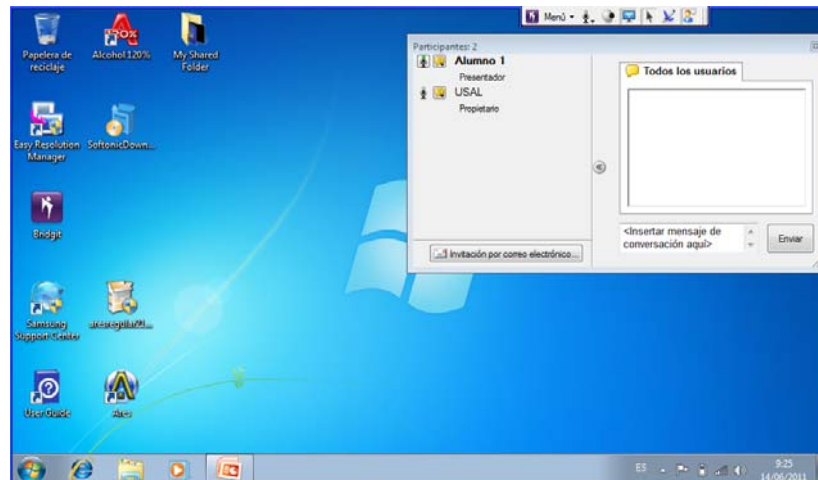 Menú
Papelera de
reciclaje
Alcohol 120%
My Shared
Folder
Participantes: 2
Alumno 1
Presentador
USAL
Propietario
Todos los usuarios
Easy Resolution
Manager
SoftonicDown...
Bridgit
<Insertar mensaje de
conversación aquí>
Enviar
Invitación por correo electrónico...
Samsung
Support Center
User Guide
Ares
ES
9:25
14/06/2011